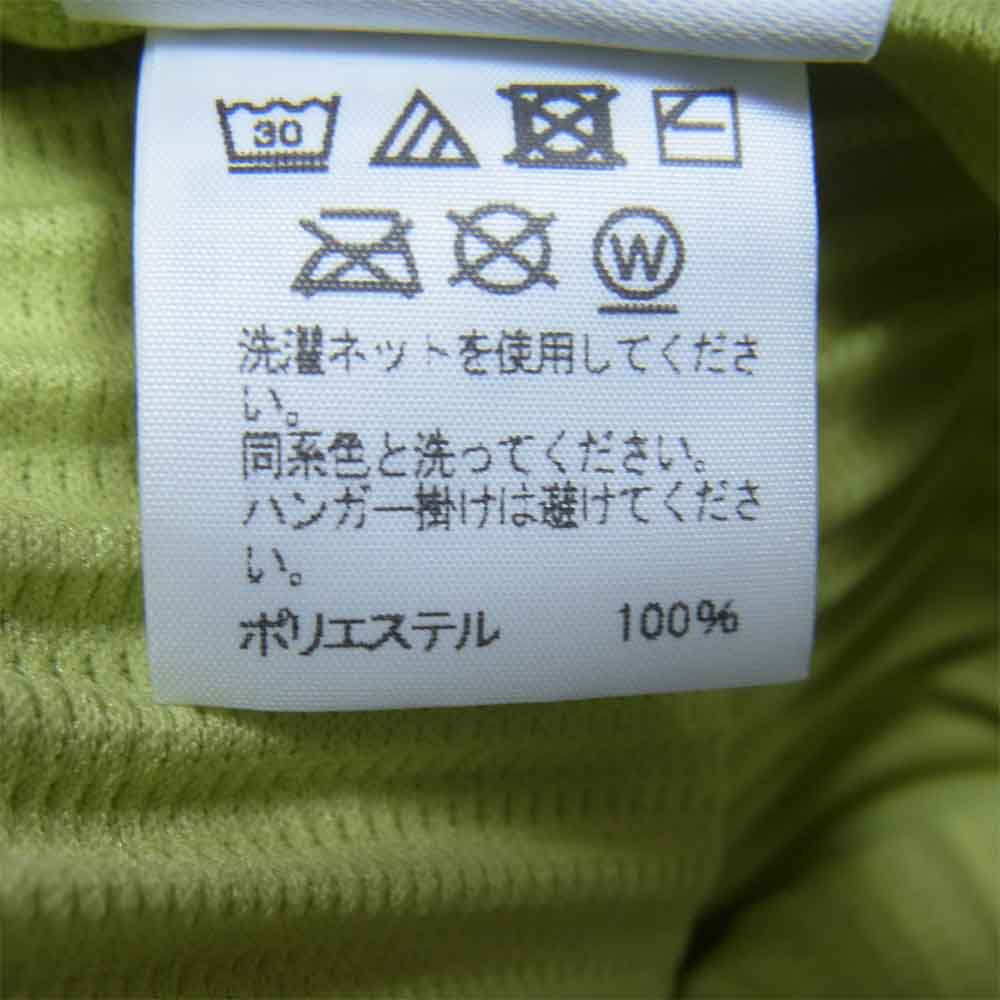 30
W
洗濯ネットを使用してくださ
い。
同系色と洗ってください。
ハンガー掛けは避けてくださ
い。
ポリエステル 100%